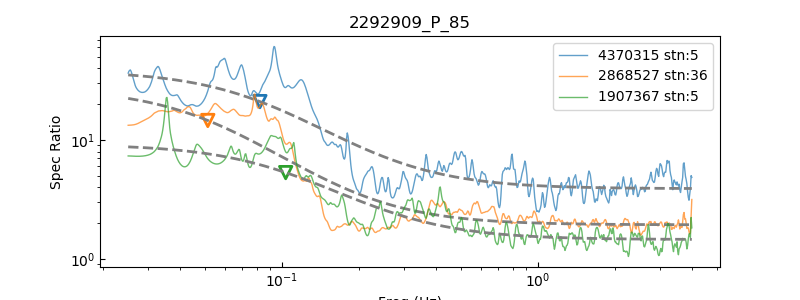 2292909_P_85
4370315 stn:5
2868527 stn:36
1907367 stn:5
Spec Ratio
10¹
10⁰
10⁻¹
10⁰
Freq (Hz)